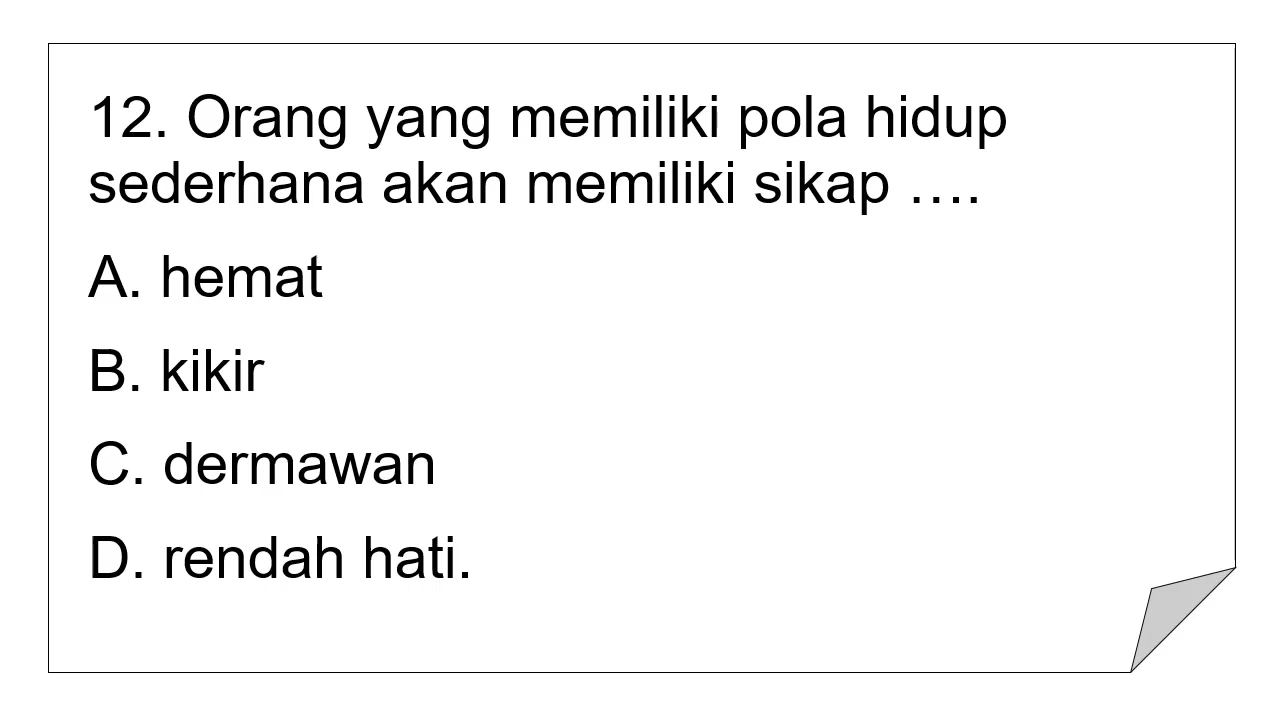 12. Orang yang memiliki pola hidup
sederhana akan memiliki sikap ….
A. hemat
B. kikir
C. dermawan
D. rendah hati.